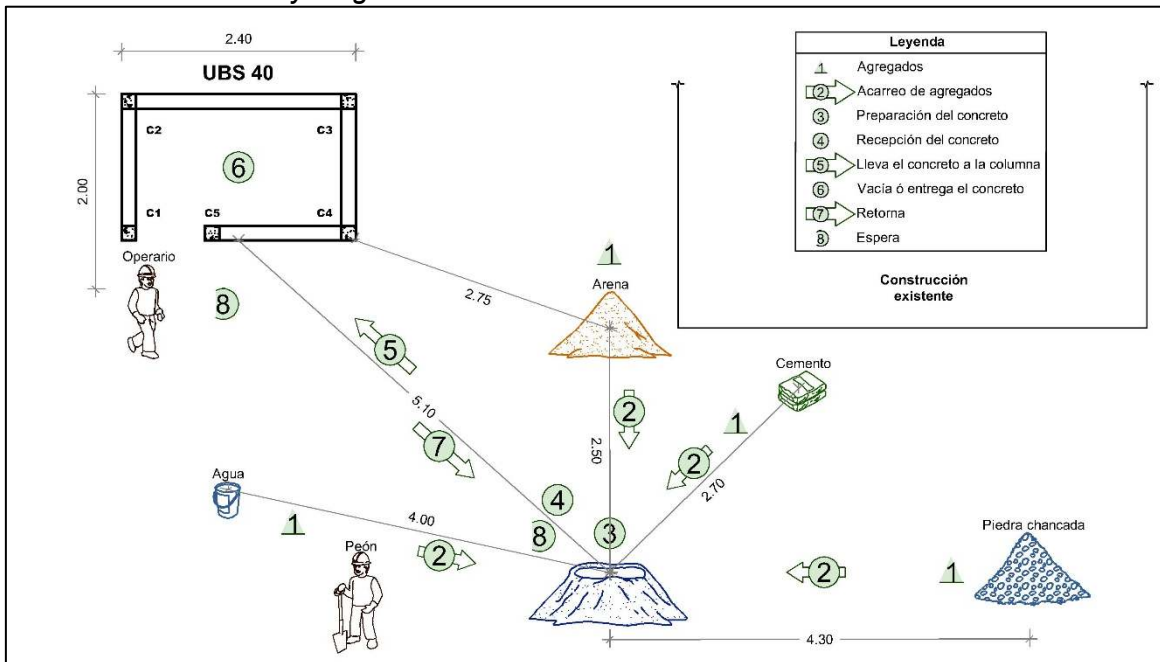 2.40
UBS 40
2.00
C2
C3
6
C1
C5
C4
Operario
8
2.75
1
Arena
5
5.10
7
2
2.50
Cemento
1
2
2.70
Agua
1
4.00
2
Peón
4
8
3
Piedra chancada
1
2
4.30
Leyenda
1 Agregados
2 Acarreo de agregados
3 Preparación del concreto
4 Recepción del concreto
5 Lleva el concreto a la columna
6 Vacía ó entrega el concreto
7 Retorna
8 Espera
Construcción
existente